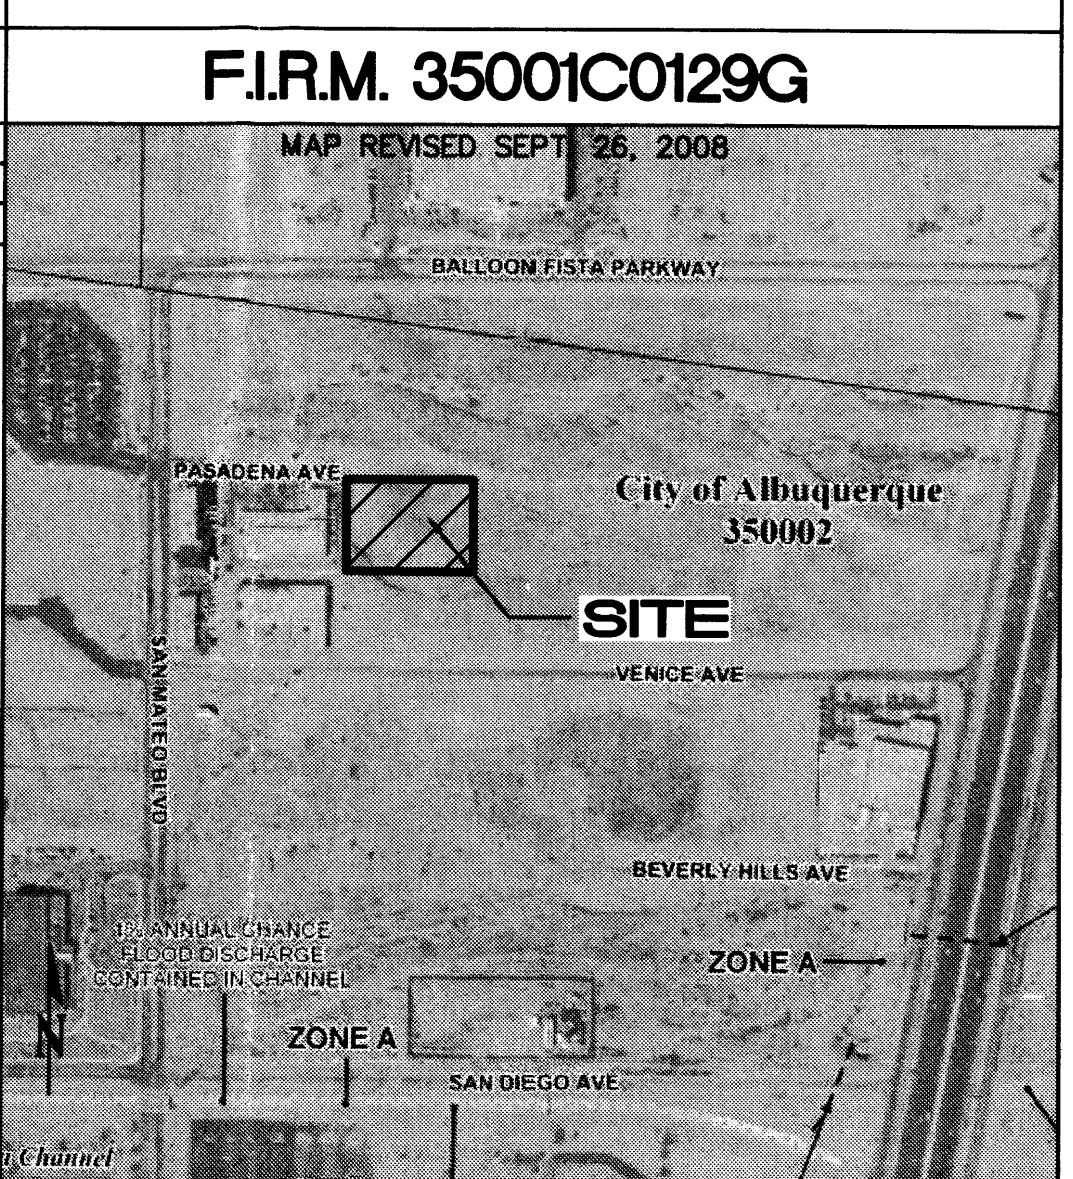 F.I.R.M. 35001C0129G
MAP REVISED SEPT 26, 2008
BALLOON FISTA PARKWAY
PASADENA AVE
City of Albuquerque
350002
SITE
VENICE AVE
SAN MATEO BLVD
BEVERLY HILLS AVE
1% ANNUAL CHANCE
FLOOD DISCHARGE
CONTAINED IN CHANNEL
ZONE A
N
ZONE A
SAN DIEGO AVE
Channel